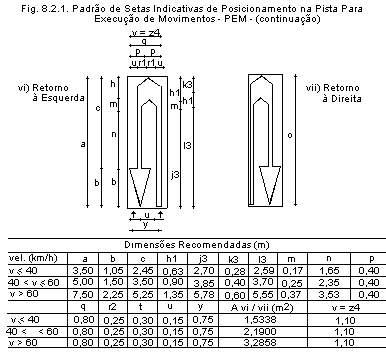 Fig. 8.2.1. Padrão de Setas Indicativas de Posicionamento na Pista Para
Execução de Movimentos - PEM - (continuação)
v = z4
q
p p
u r1 r1 u
vi) Retorno
à Esquerda
vii) Retorno
à Direita
h
m
n
b
c
a
b
h1
m
j3
k3
h1
l3
o
u
y
Dimensões Recomendadas (m)
vel. (km/h) a b c h1 j3 k3 l3 m n p
v ≤ 40 3,50 1,05 2,45 0,63 2,70 0,28 2,59 0,17 1,65 0,40
40 < v ≤ 60 5,00 1,50 3,50 0,90 3,85 0,40 3,70 0,25 2,35 0,40
v > 60 7,50 2,25 5,25 1,35 5,78 0,60 5,55 0,37 3,53 0,40
q r2 t u y A vi / vii (m2) v = z4
v ≤ 40 0,80 0,25 0,30 0,15 0,75 1,5338 1,10
40 < < 60 0,80 0,25 0,30 0,15 0,75 2,1900 1,10
v > 60 0,80 0,25 0,30 0,15 0,75 3,2858 1,10